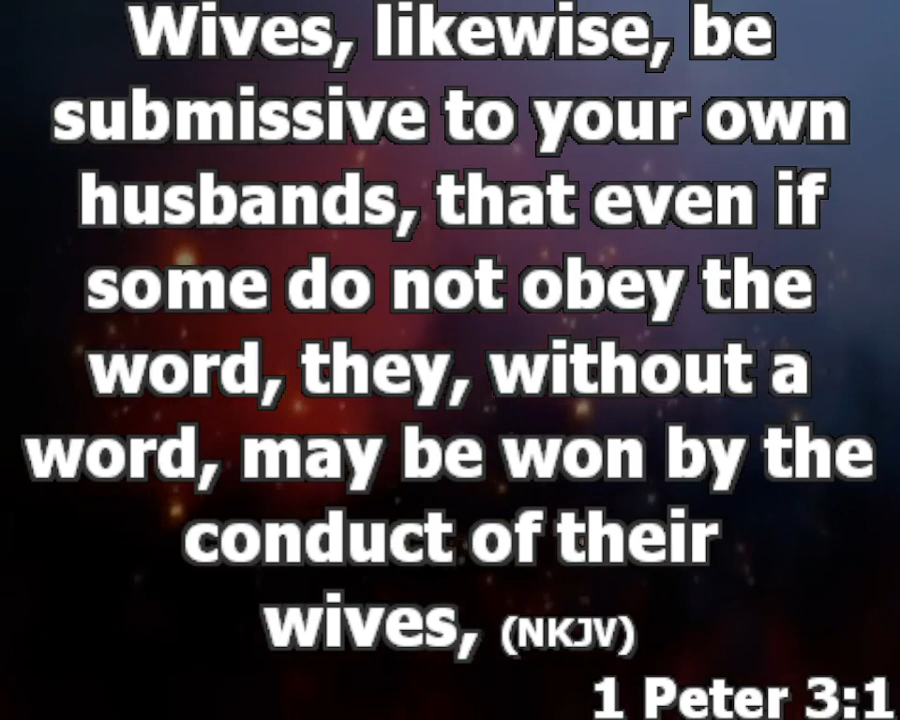 Wives, likewise, be
submissive to your own
husbands, that even if
some do not obey the
word, they, without a
word, may be won by the
conduct of their
wives, (NKJV)
1 Peter 3:1